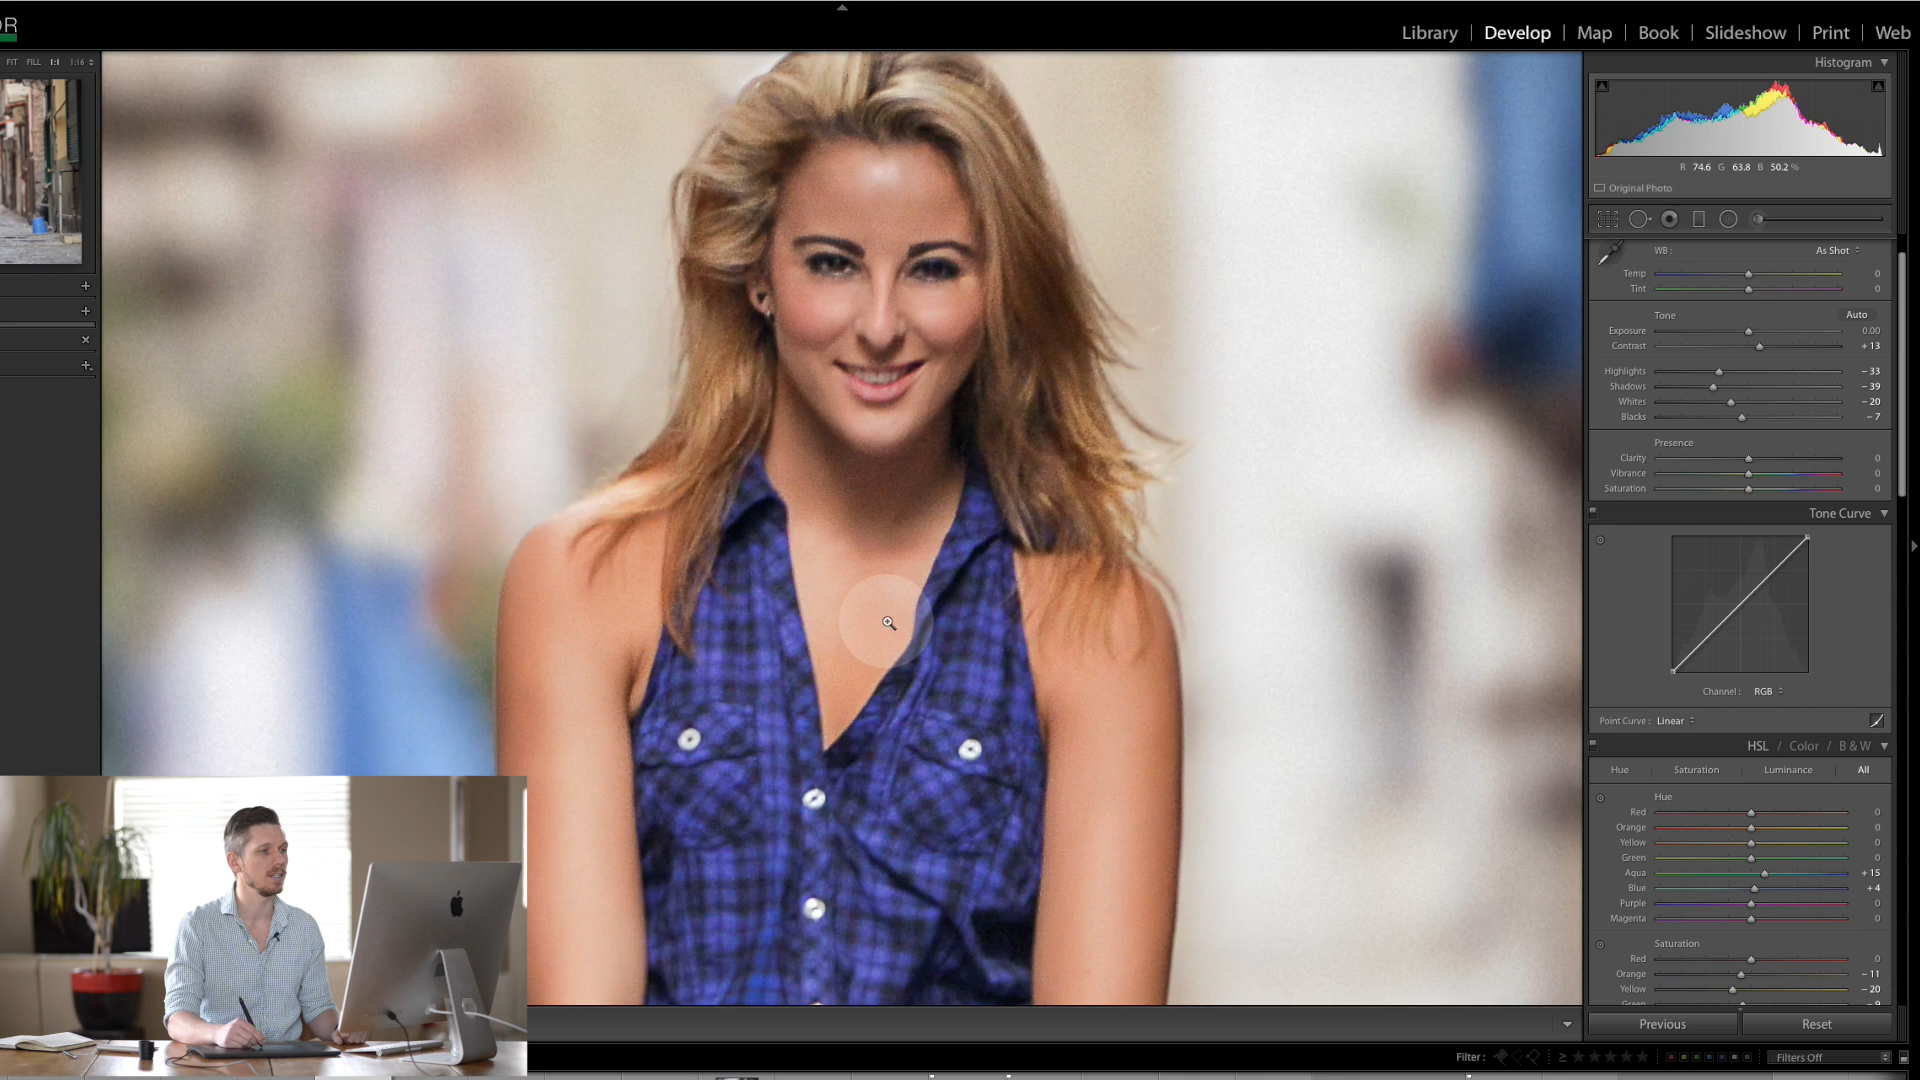 OR
Library | Develop | Map | Book | Slideshow | Print | Web
FIT FILL 1:1 1:16
Histogram
R 74.6 G 63.8 B 50.2 %
Original Photo
WB : As Shot
Temp 0
Tint 0
Tone Auto
Exposure 0.00
Contrast + 13
Highlights – 33
Shadows – 39
Whites – 20
Blacks – 7
Presence
Clarity 0
Vibrance 0
Saturation 0
Tone Curve
Channel : RGB
Point Curve : Linear
HSL / Color / B & W
Hue Saturation Luminance All
Hue
Red 0
Orange 0
Yellow 0
Green 0
Aqua + 15
Blue + 4
Purple 0
Magenta 0
Saturation
Red 0
Orange – 11
Yellow – 20
Green – 9
Previous Reset
Filter : ≥ ★★★★★ Filters Off